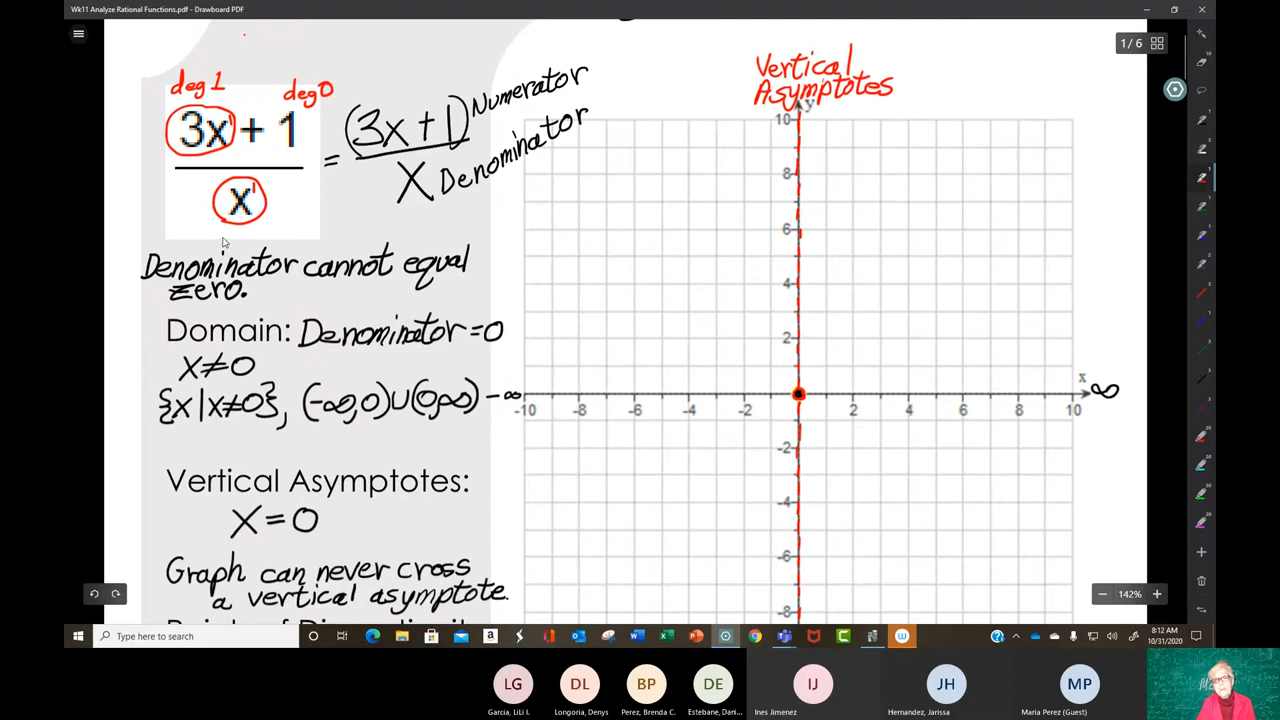 Wk11 Analyze Rational Functions.pdf - Drawboard PDF
1 / 6
deg 1
deg 0
3x¹ + 1
x¹
= (3x + 1) Numerator
X Denominator
Denominator cannot equal
zero.
Domain: Denominator = 0
X ≠ 0
{x | x ≠ 0}, (-∞, 0) ∪ (0, ∞)
Vertical Asymptotes:
X = 0
Graph can never cross
a vertical asymptote.
Vertical
Asymptotes
y
10
8
6
4
2
-2
-4
-6
-8
-∞
-10
-8
-6
-4
-2
2
4
6
8
10
x
∞
142%
Type here to search
8:12 AM
10/31/2020
LG
DL
BP
DE
IJ
JH
MP
Garcia, LiLi I.
Longoria, Denys
Perez, Brenda C.
Estebane, Dani...
Ines Jimenez
Hernandez, Jarissa
Maria Perez (Guest)